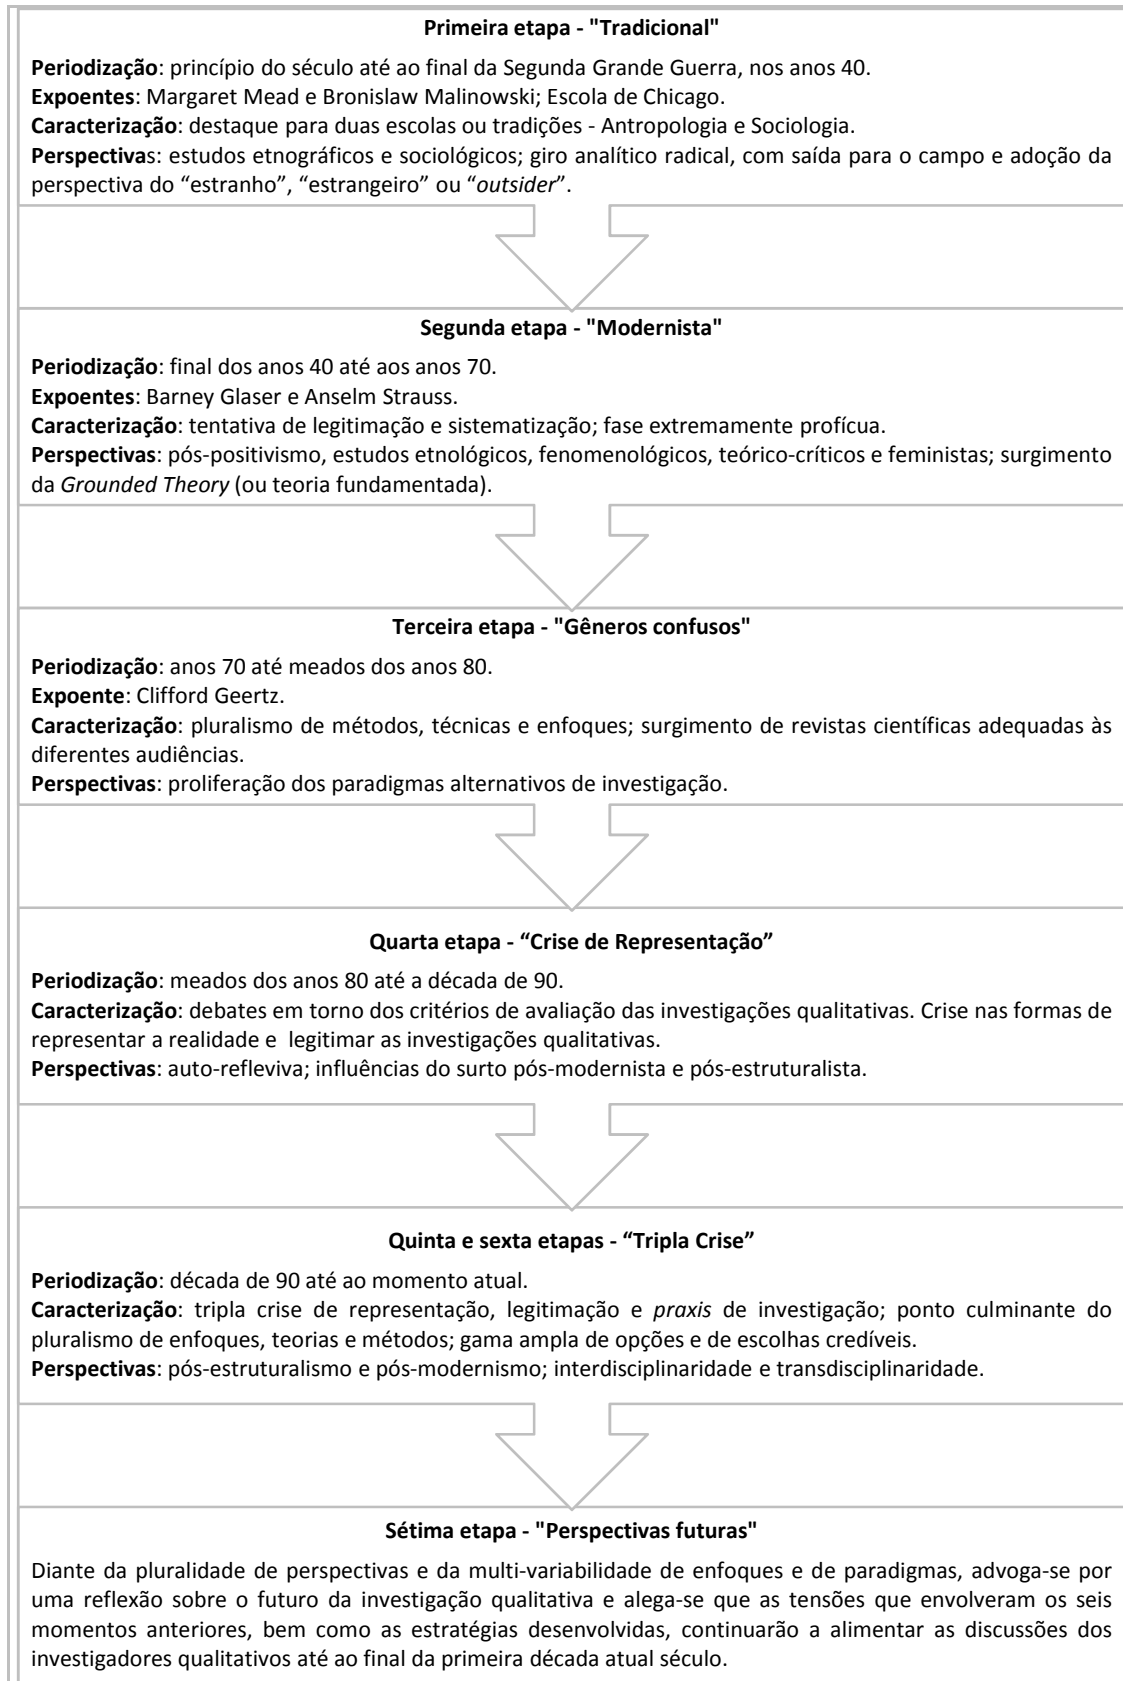 Primeira etapa - "Tradicional"
Periodização: princípio do século até ao final da Segunda Grande Guerra, nos anos 40.
Expoentes: Margaret Mead e Bronislaw Malinowski; Escola de Chicago.
Caracterização: destaque para duas escolas ou tradições - Antropologia e Sociologia.
Perspectivas: estudos etnográficos e sociológicos; giro analítico radical, com saída para o campo e adoção da
perspectiva do “estranho”, “estrangeiro” ou “outsider”.
Segunda etapa - "Modernista"
Periodização: final dos anos 40 até aos anos 70.
Expoentes: Barney Glaser e Anselm Strauss.
Caracterização: tentativa de legitimação e sistematização; fase extremamente profícua.
Perspectivas: pós-positivismo, estudos etnológicos, fenomenológicos, teórico-críticos e feministas; surgimento
da Grounded Theory (ou teoria fundamentada).
Terceira etapa - "Gêneros confusos"
Periodização: anos 70 até meados dos anos 80.
Expoente: Clifford Geertz.
Caracterização: pluralismo de métodos, técnicas e enfoques; surgimento de revistas científicas adequadas às
diferentes audiências.
Perspectivas: proliferação dos paradigmas alternativos de investigação.
Quarta etapa - “Crise de Representação”
Periodização: meados dos anos 80 até a década de 90.
Caracterização: debates em torno dos critérios de avaliação das investigações qualitativas. Crise nas formas de
representar a realidade e legitimar as investigações qualitativas.
Perspectivas: auto-refleviva; influências do surto pós-modernista e pós-estruturalista.
Quinta e sexta etapas - “Tripla Crise”
Periodização: década de 90 até ao momento atual.
Caracterização: tripla crise de representação, legitimação e praxis de investigação; ponto culminante do
pluralismo de enfoques, teorias e métodos; gama ampla de opções e de escolhas credíveis.
Perspectivas: pós-estruturalismo e pós-modernismo; interdisciplinaridade e transdisciplinaridade.
Sétima etapa - "Perspectivas futuras"
Diante da pluralidade de perspectivas e da multi-variabilidade de enfoques e de paradigmas, advoga-se por
uma reflexão sobre o futuro da investigação qualitativa e alega-se que as tensões que envolveram os seis
momentos anteriores, bem como as estratégias desenvolvidas, continuarão a alimentar as discussões dos
investigadores qualitativos até ao final da primeira década atual século.